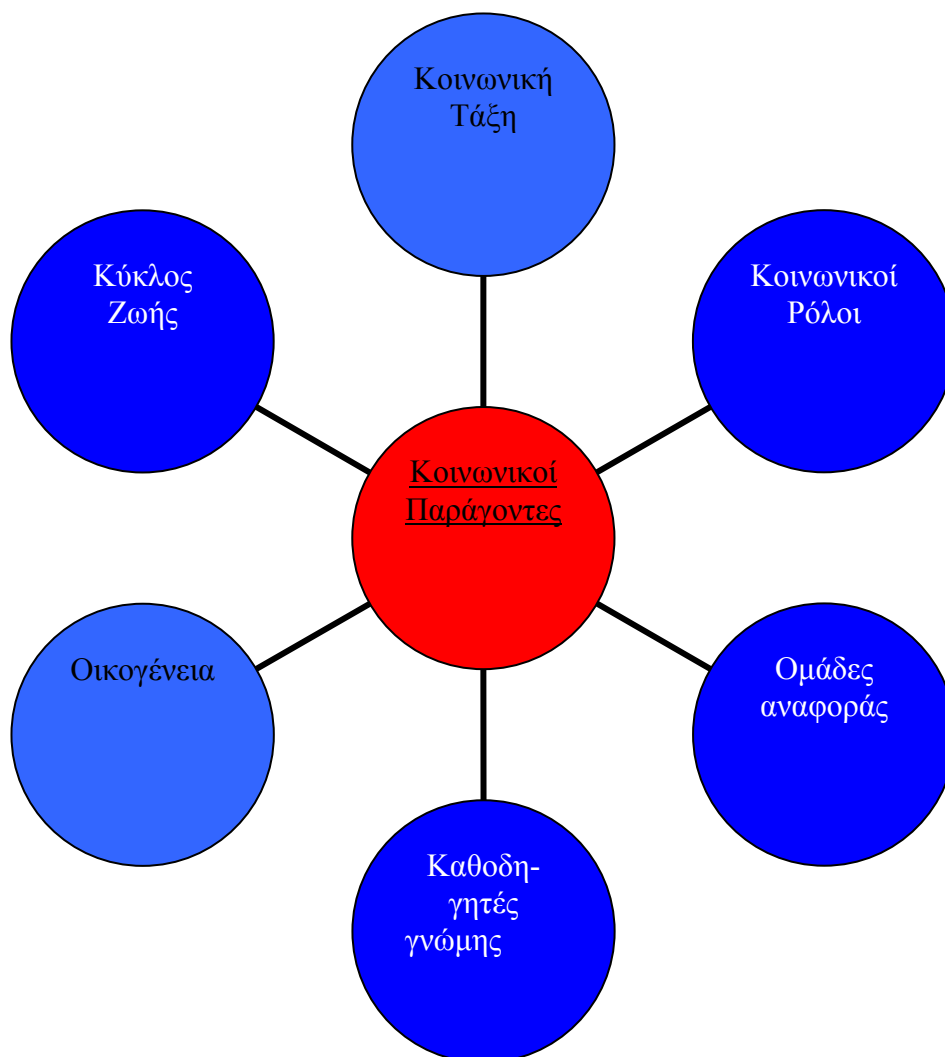 Κοινωνική
Τάξη
Κύκλος
Ζωής
Κοινωνικοί
Ρόλοι
Κοινωνικοί
Παράγοντες
Οικογένεια
Ομάδες
αναφοράς
Καθοδη-
γητές
γνώμης